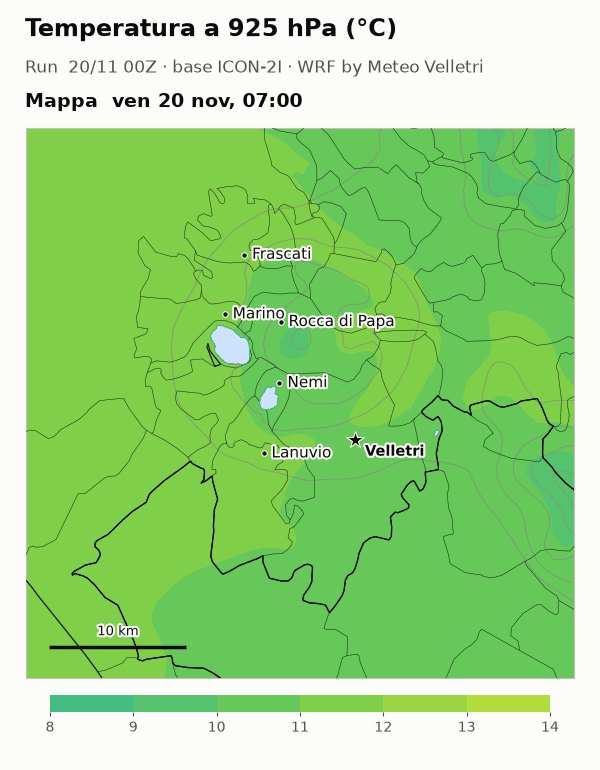 Temperatura a 925 hPa (°C)
Run  20/11 00Z · base ICON-2I · WRF by Meteo Velletri
Mappa  ven 20 nov, 07:00
Frascati
Marino
Rocca di Papa
Nemi
Velletri
Lanuvio
10 km
8 9 10 11 12 13 14